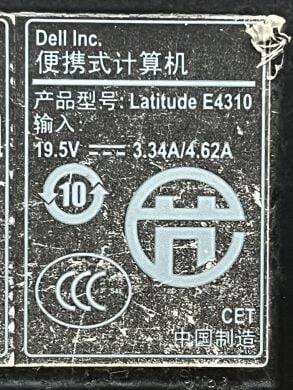 Dell Inc.
便携式计算机
产品型号: Latitude E4310
输入
19.5V ⎓ 3.34A/4.62A
10
CCC
CET
中国制造